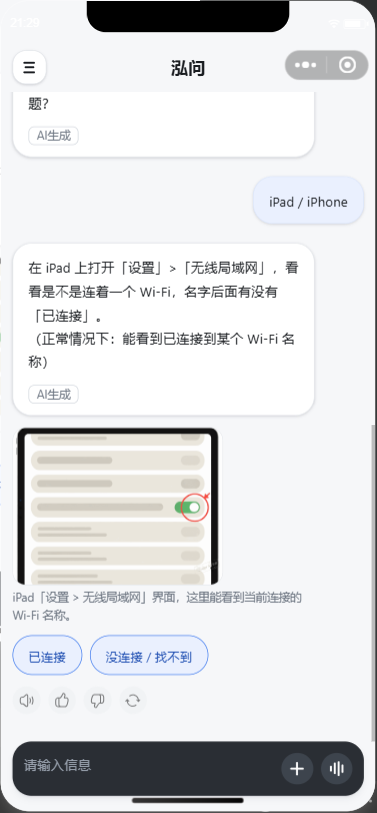 21:29
泓问
题？
AI生成
iPad / iPhone
在 iPad 上打开「设置」>「无线局域网」，看
看是不是连着一个 Wi-Fi，名字后面有没有
「已连接」。
（正常情况下：能看到已连接到某个 Wi-Fi 名
称）
AI生成
iPad「设置 > 无线局域网」界面，这里能看到当前连接的
Wi-Fi 名称。
已连接
没连接 / 找不到
请输入信息